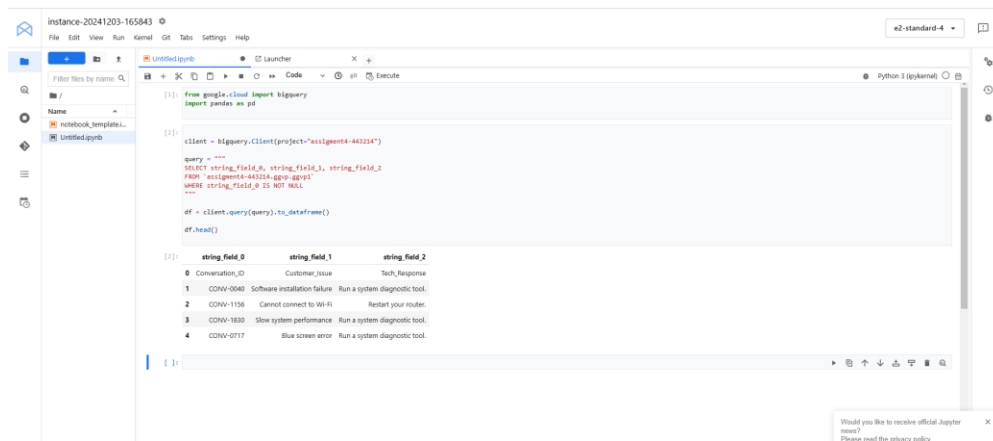 instance-20241203-165843
e2-standard-4
File Edit View Run Kernel Git Tabs Settings Help
+
Untitled.ipynb
Launcher
Filter files by name
Code
Execute
Python 3 (ipykernel)
/
Name
notebook_template.i...
Untitled.ipynb
[1]: from google.cloud import bigquery
import pandas as pd
[2]:
client = bigquery.Client(project="assigment4-443214")
query = """
SELECT string_field_0, string_field_1, string_field_2
FROM `assigment4-443214.ggvp.ggvp1`
WHERE string_field_0 IS NOT NULL
"""
df = client.query(query).to_dataframe()
df.head()
[2]: string_field_0 string_field_1 string_field_2
0 Conversation_ID Customer_Issue Tech_Response
1 CONV-0040 Software installation failure Run a system diagnostic tool.
2 CONV-1156 Cannot connect to Wi-Fi Restart your router.
3 CONV-1830 Slow system performance Run a system diagnostic tool.
4 CONV-0717 Blue screen error Run a system diagnostic tool.
[ ]:
Would you like to receive official Jupyter
news?
Please read the privacy policy